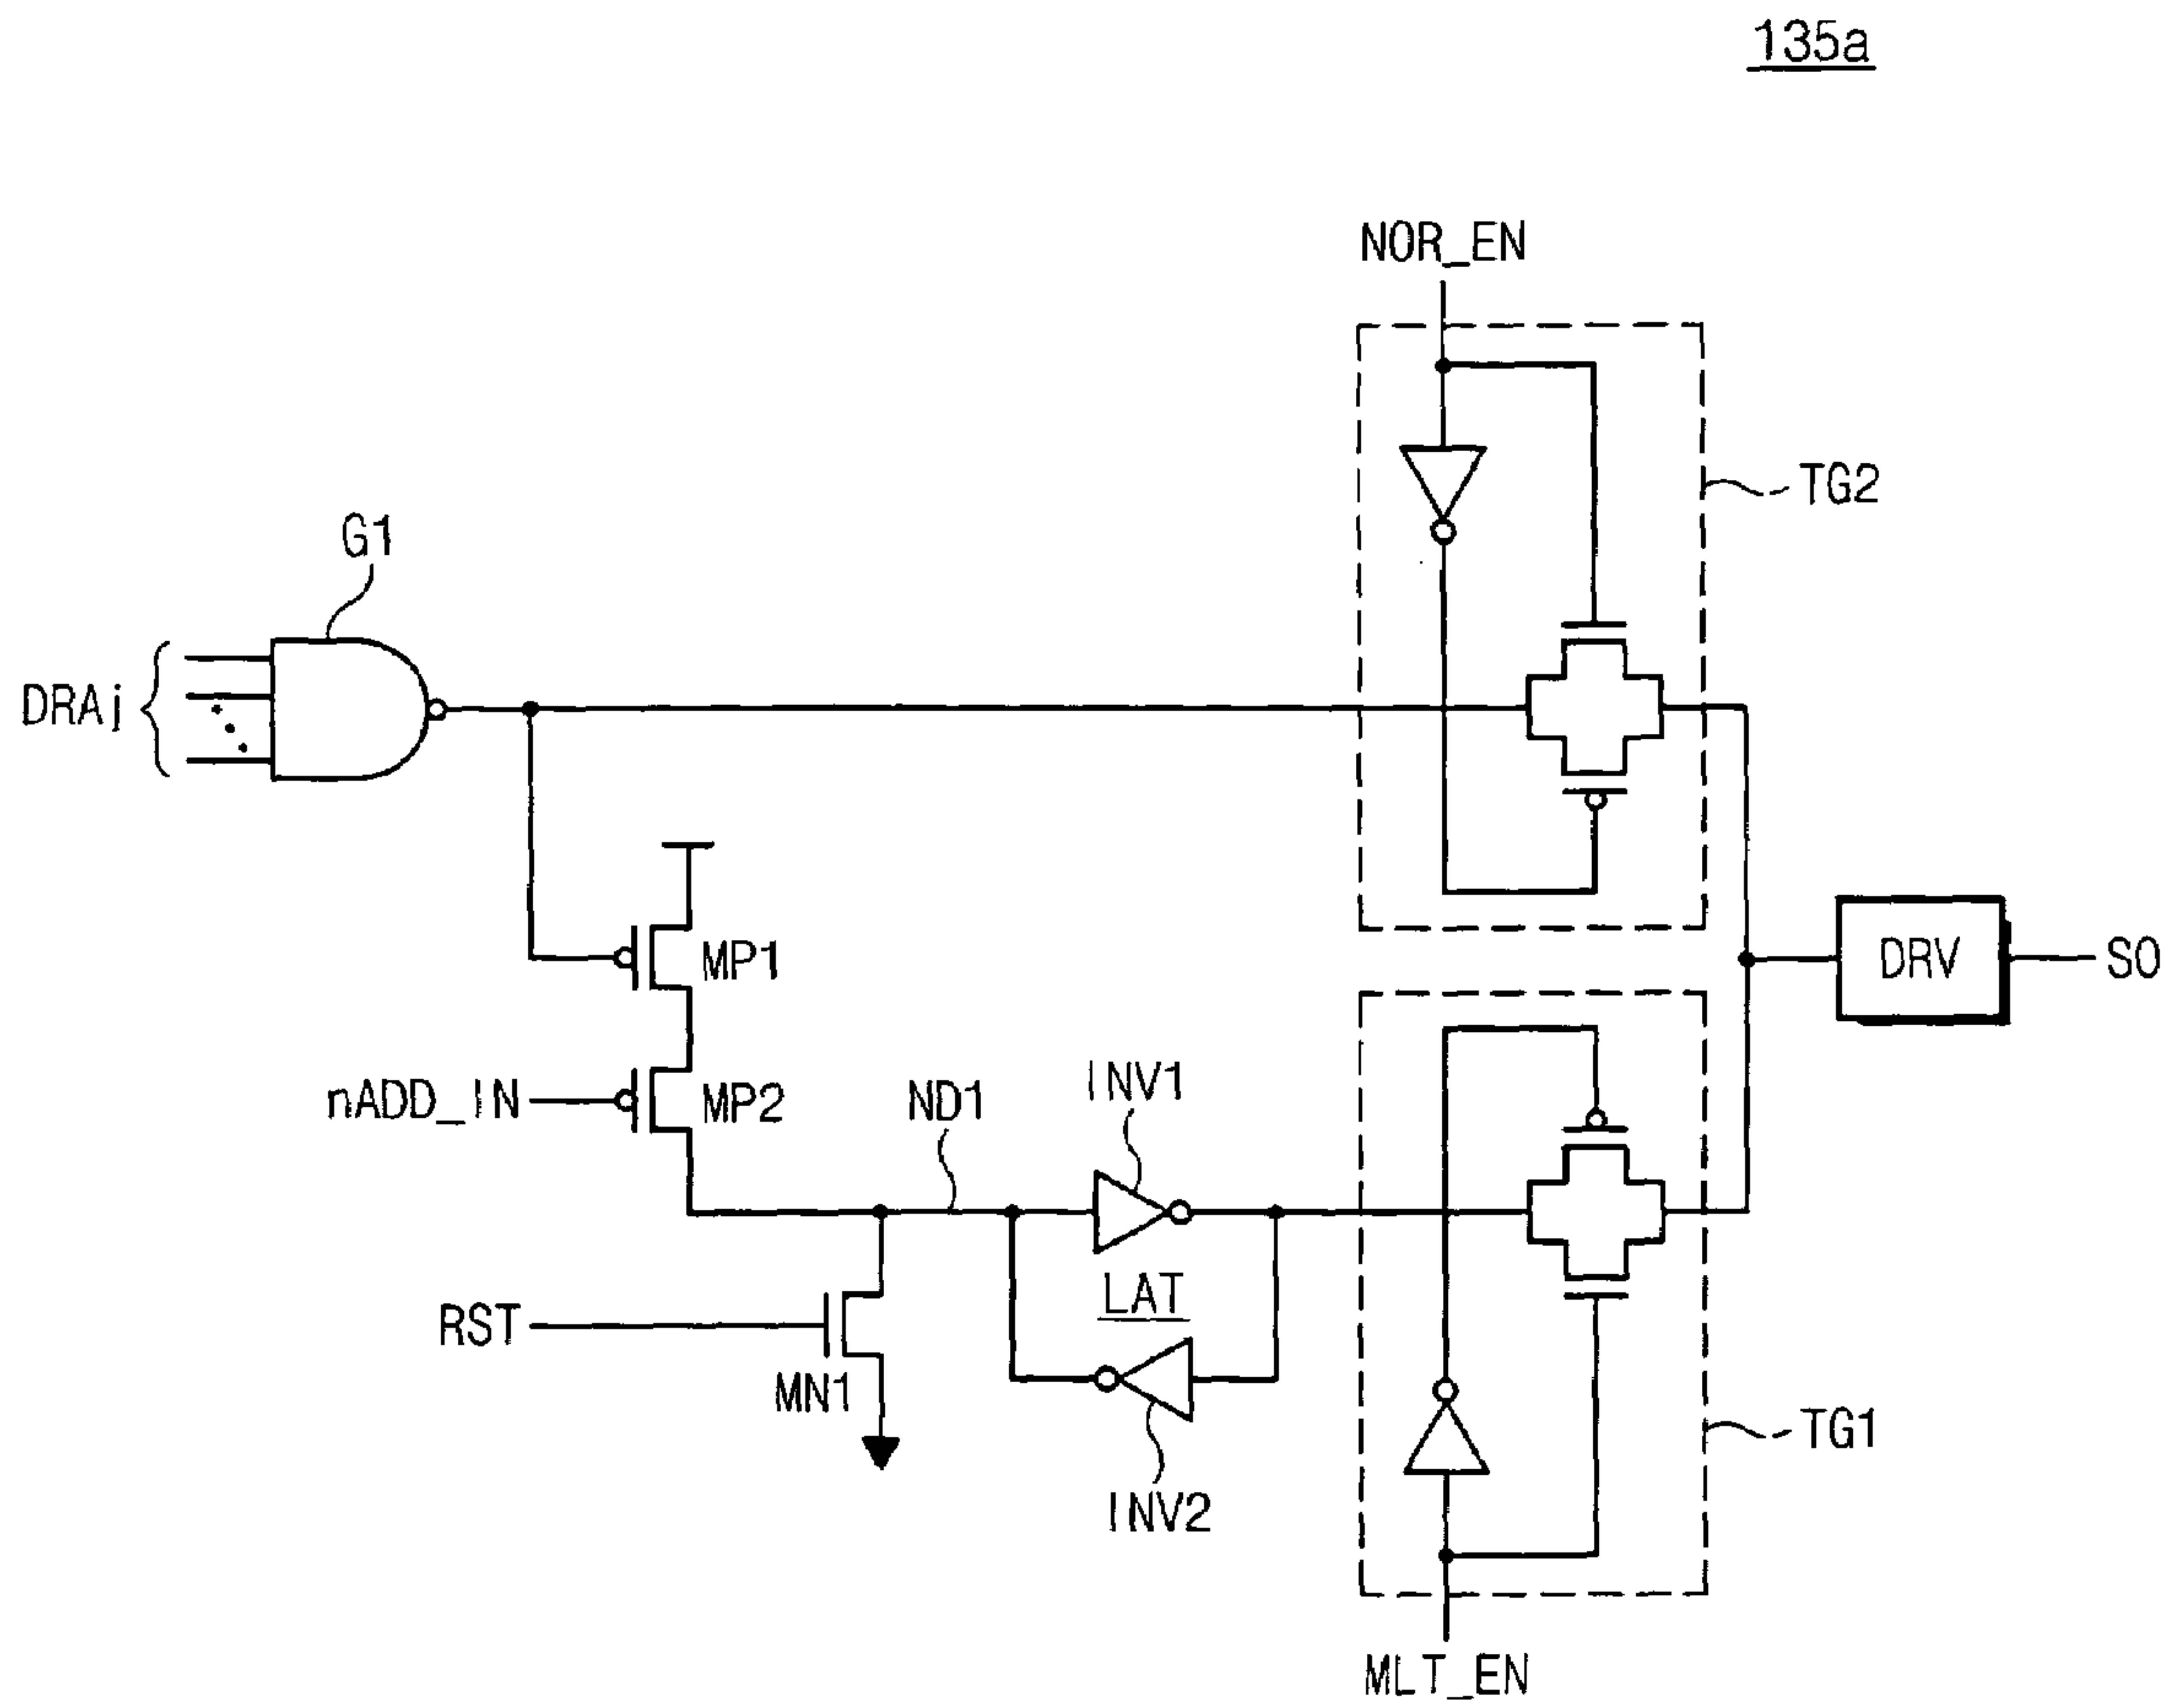 135a
NOR_EN
TG2
G1
DRAj
MP1
DRV
SO
nADD_IN
MP2
ND1
INV1
LAT
RST
MN1
TG1
INV2
MLT_EN